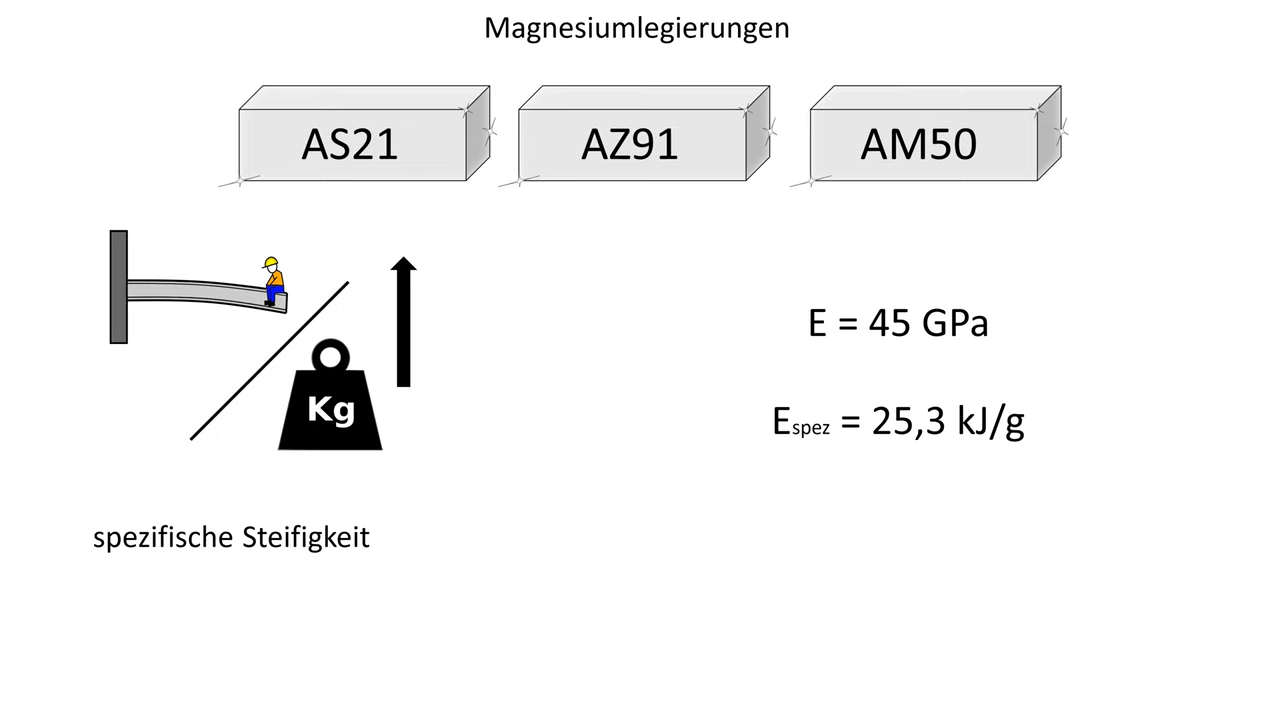 Magnesiumlegierungen
AS21
AZ91
AM50
E = 45 GPa
Kg
Espez = 25,3 kJ/g
spezifische Steifigkeit